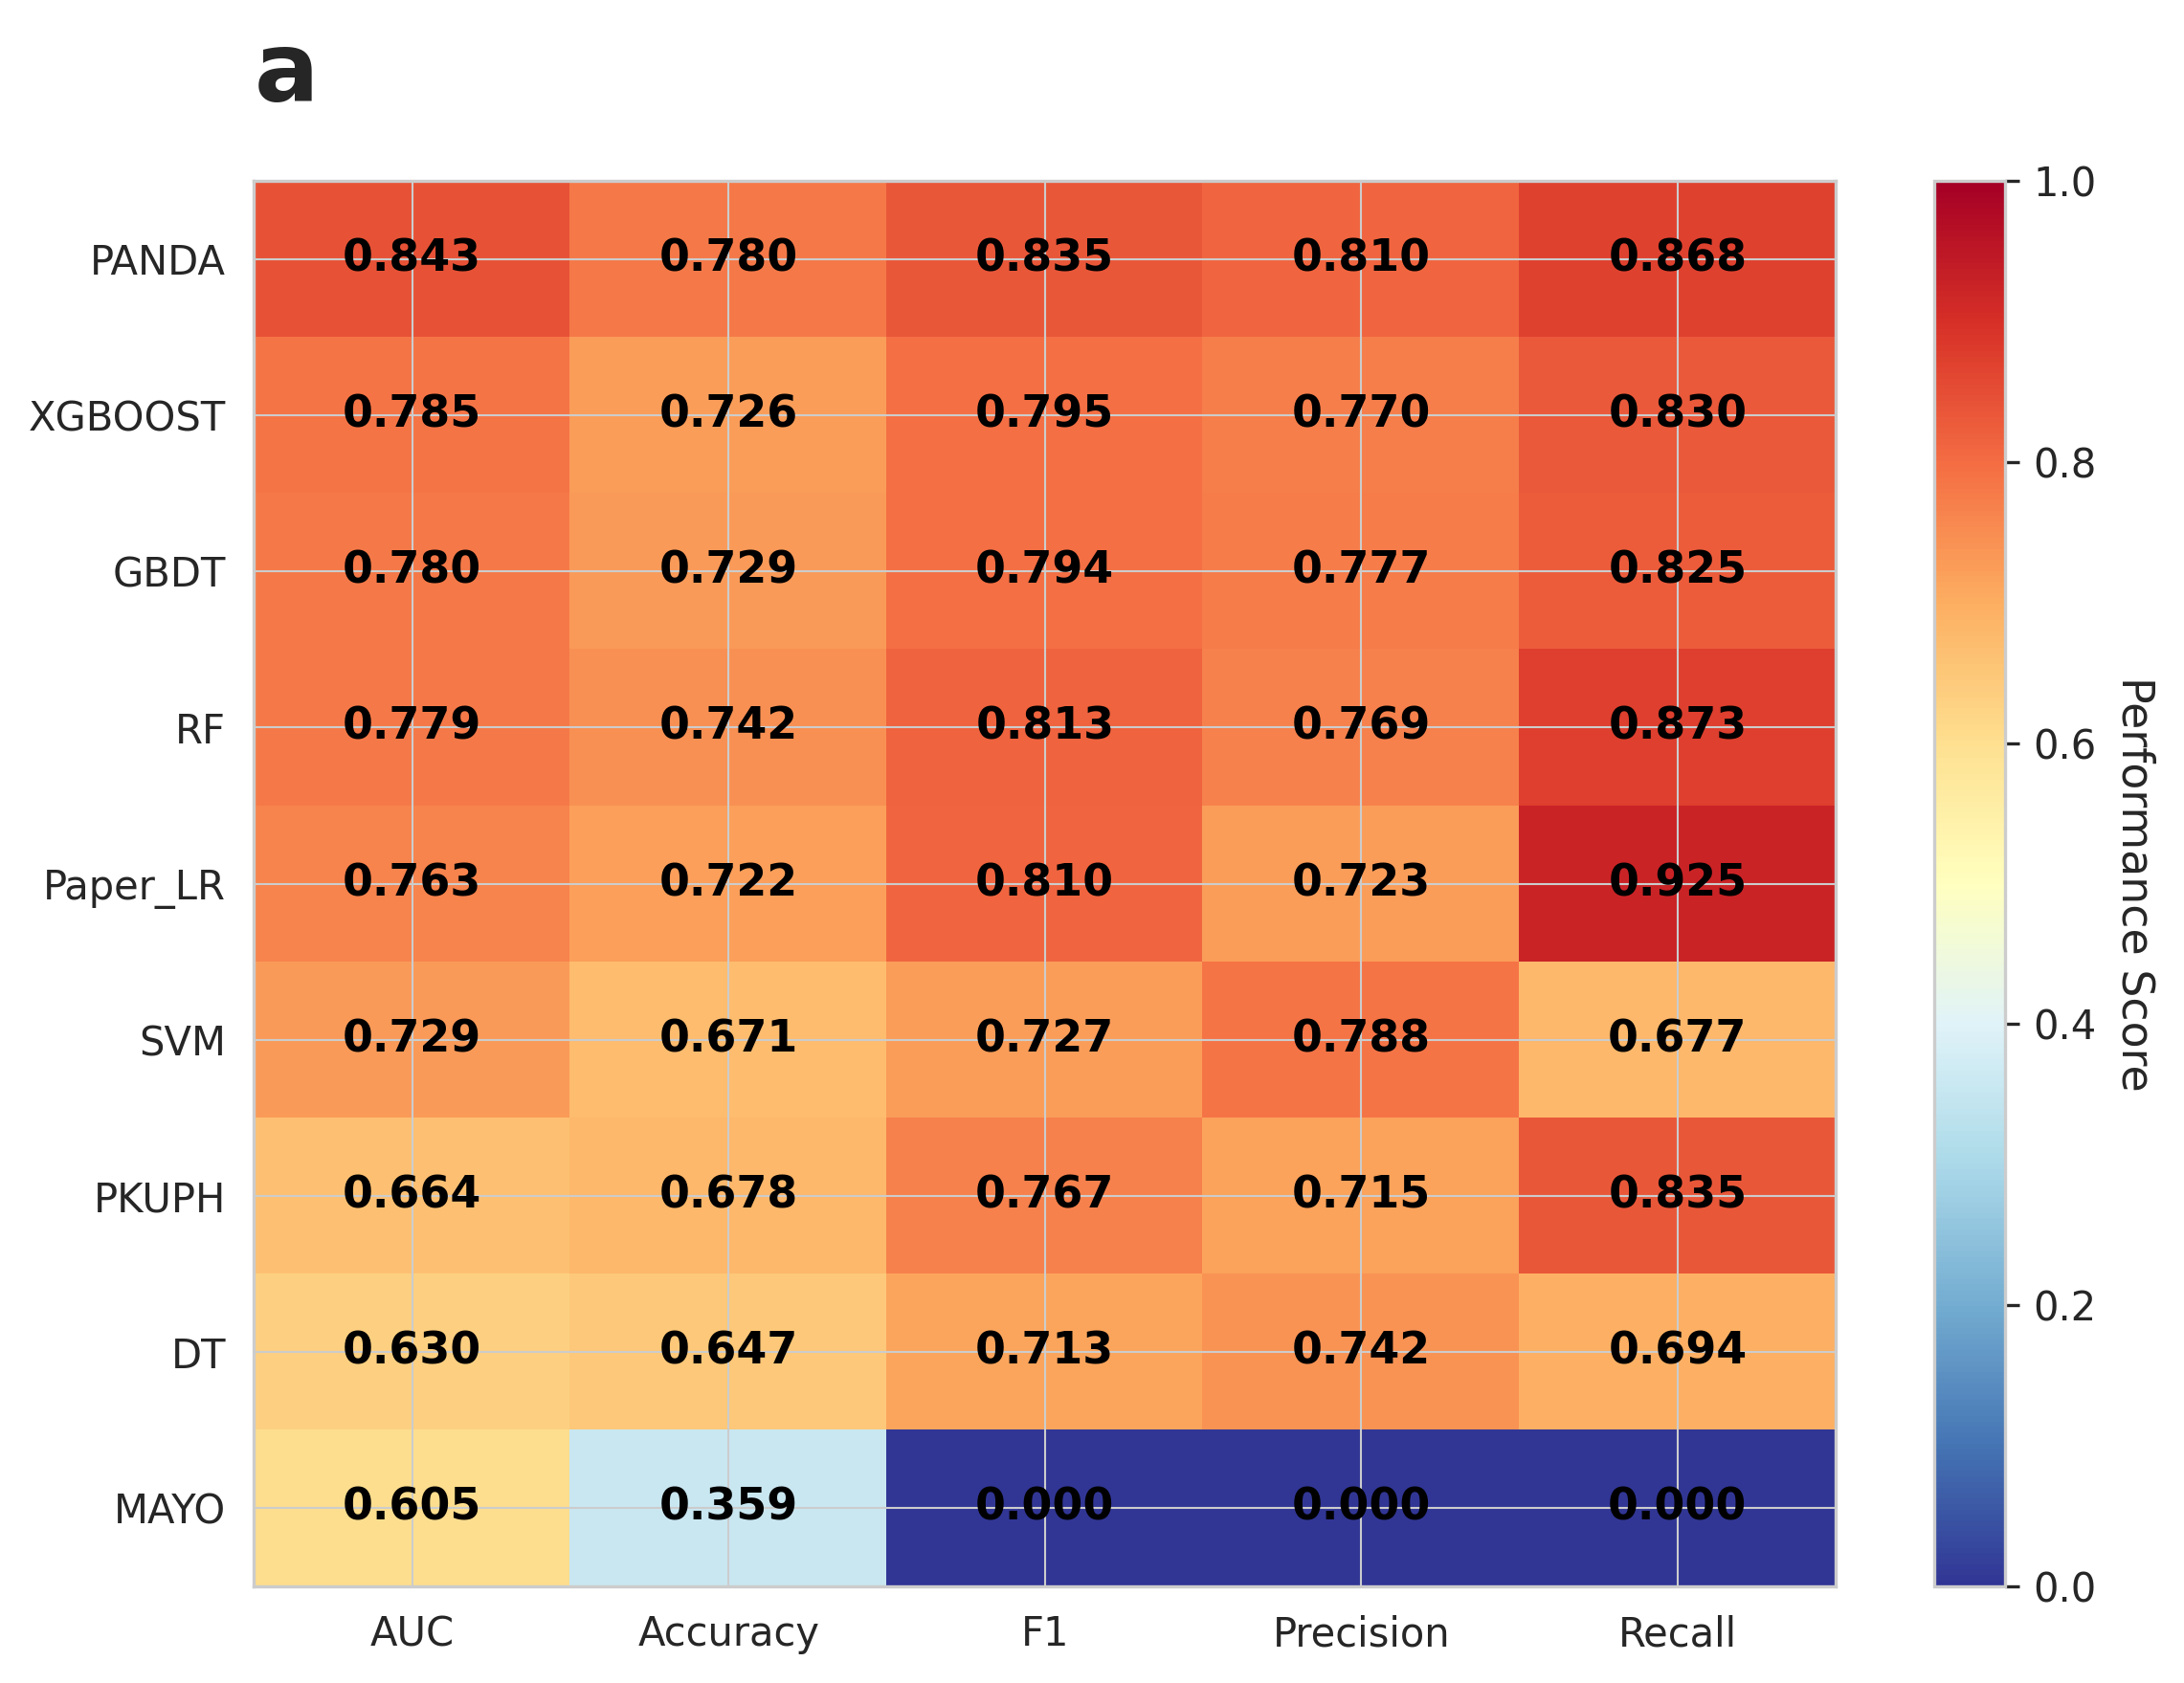 a
PANDA 0.843 0.780 0.835 0.810 0.868
XGBOOST 0.785 0.726 0.795 0.770 0.830
GBDT 0.780 0.729 0.794 0.777 0.825
RF 0.779 0.742 0.813 0.769 0.873
Paper_LR 0.763 0.722 0.810 0.723 0.925
SVM 0.729 0.671 0.727 0.788 0.677
PKUPH 0.664 0.678 0.767 0.715 0.835
DT 0.630 0.647 0.713 0.742 0.694
MAYO 0.605 0.359 0.000 0.000 0.000
AUC Accuracy F1 Precision Recall
1.0
0.8
0.6
0.4
0.2
0.0
Performance Score